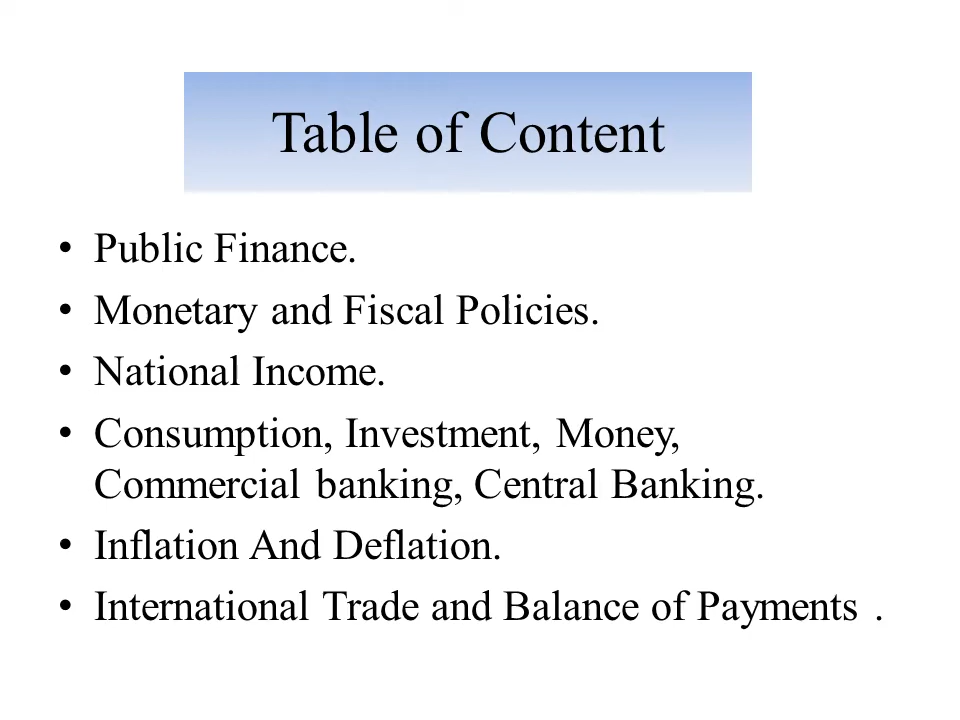 Table of Content
• Public Finance.
• Monetary and Fiscal Policies.
• National Income.
• Consumption, Investment, Money,
Commercial banking, Central Banking.
• Inflation And Deflation.
• International Trade and Balance of Payments .